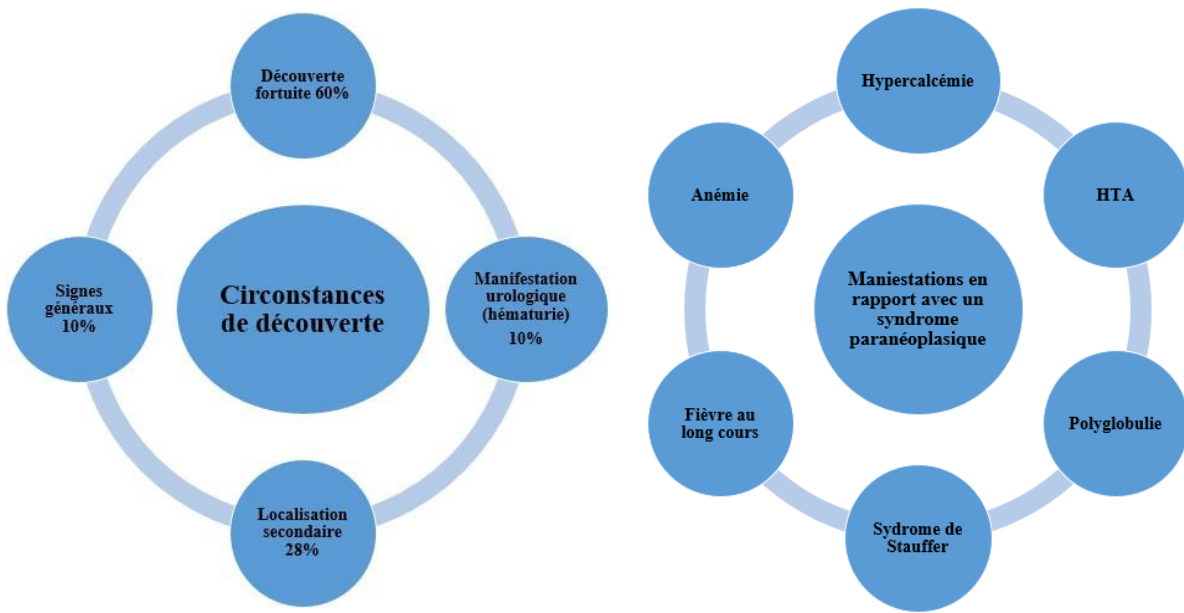 Découverte
fortuite 60%
Signes
généraux
10%
Circonstances
de découverte
Manifestation
urologique
(hématurie)
10%
Localisation
secondaire
28%
Hypercalcémie
Anémie
HTA
Maniestations en
rapport avec un
syndrome
paranéoplasique
Fièvre au
long cours
Polyglobulie
Sydrome de
Stauffer